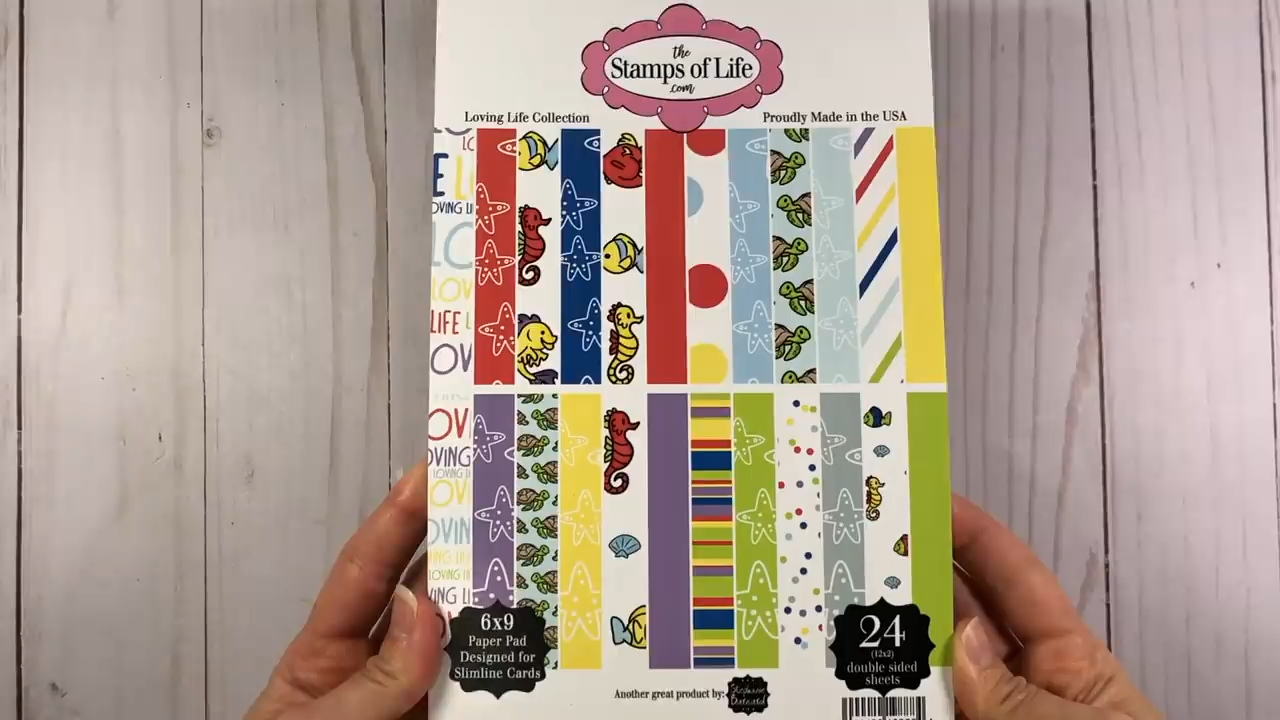 the
Stamps of Life
.com
Loving Life Collection
Proudly Made in the USA
LIFE
LOVING
6x9
Paper Pad
Designed for
Slimline Cards
24
(12x2)
double sided
sheets
Another great product by: